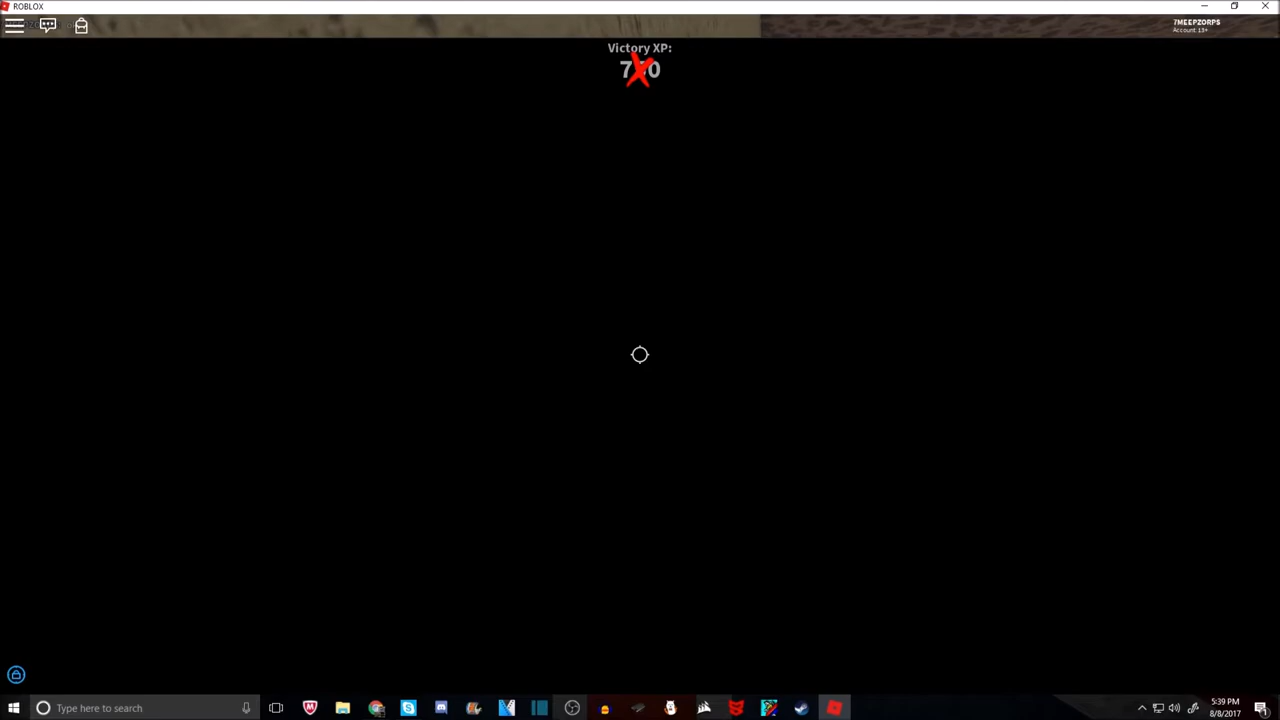 ROBLOX
7MEEPZORPS
Account: 13+
Victory XP:
Type here to search
5:39 PM
8/8/2017